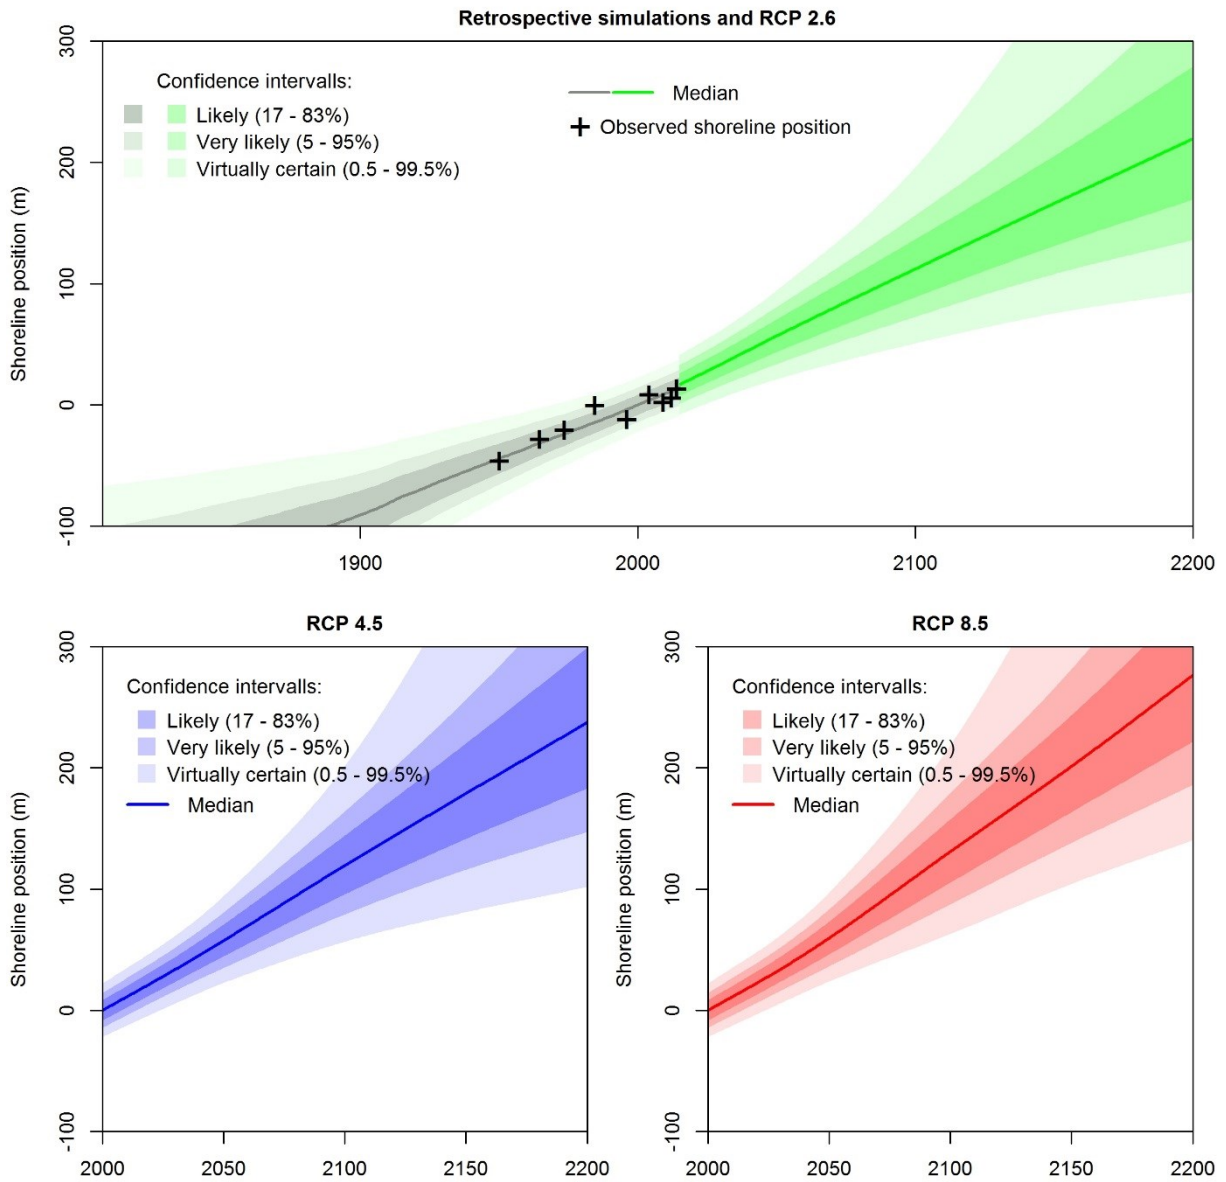 Retrospective simulations and RCP 2.6
Shoreline position (m)
300
200
100
0
-100
Confidence intervalls:
Likely (17 - 83%)
Very likely (5 - 95%)
Virtually certain (0.5 - 99.5%)
Median
Observed shoreline position
1900
2000
2100
2200
RCP 4.5
Shoreline position (m)
300
200
100
0
-100
Confidence intervalls:
Likely (17 - 83%)
Very likely (5 - 95%)
Virtually certain (0.5 - 99.5%)
Median
2000
2050
2100
2150
2200
RCP 8.5
Shoreline position (m)
300
200
100
0
-100
Confidence intervalls:
Likely (17 - 83%)
Very likely (5 - 95%)
Virtually certain (0.5 - 99.5%)
Median
2000
2050
2100
2150
2200